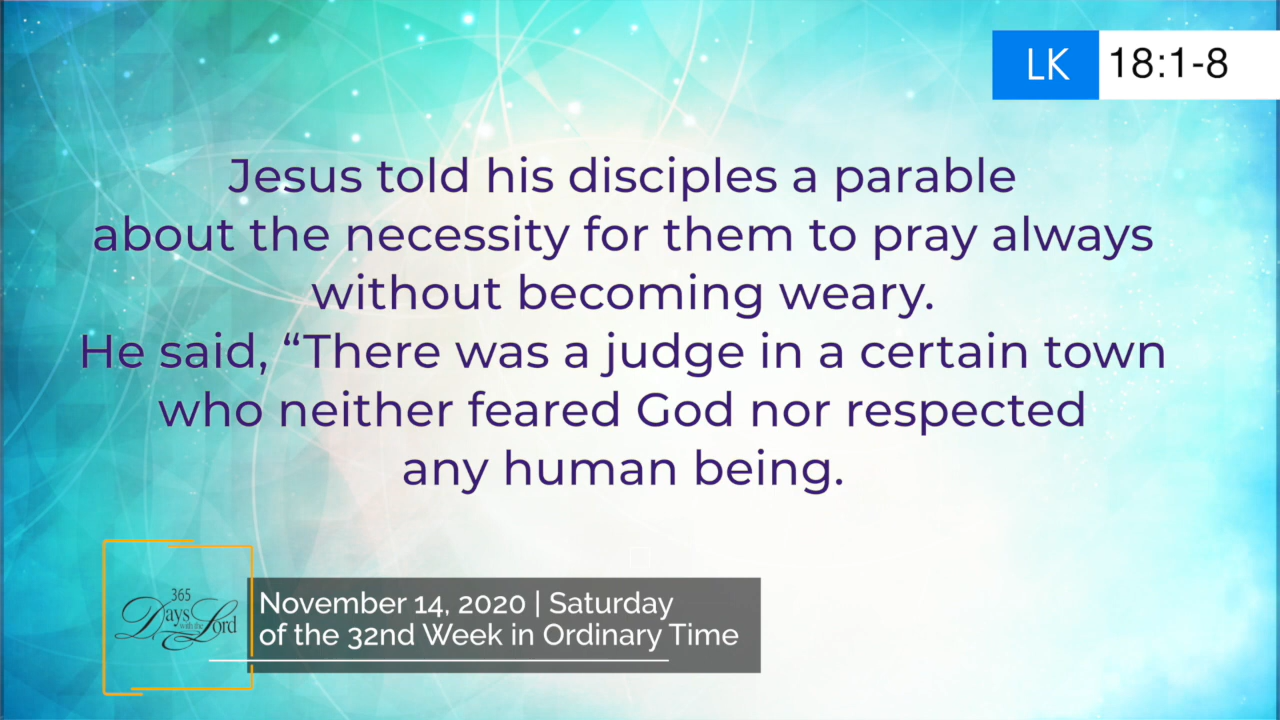 LK 18:1-8
Jesus told his disciples a parable
about the necessity for them to pray always
without becoming weary.
He said, “There was a judge in a certain town
who neither feared God nor respected
any human being.
365
Days with the Lord
November 14, 2020 | Saturday
of the 32nd Week in Ordinary Time